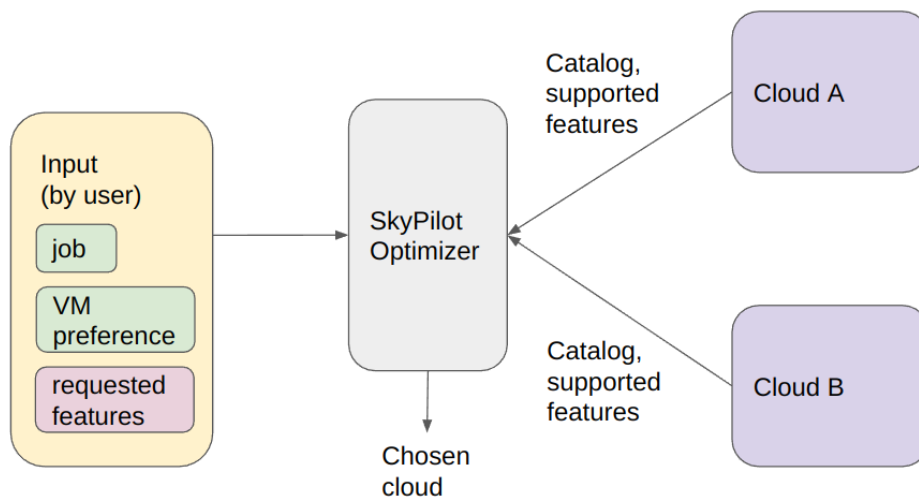 Input
(by user)
job
VM
preference
requested
features
SkyPilot
Optimizer
Chosen
cloud
Catalog,
supported
features
Cloud A
Catalog,
supported
features
Cloud B